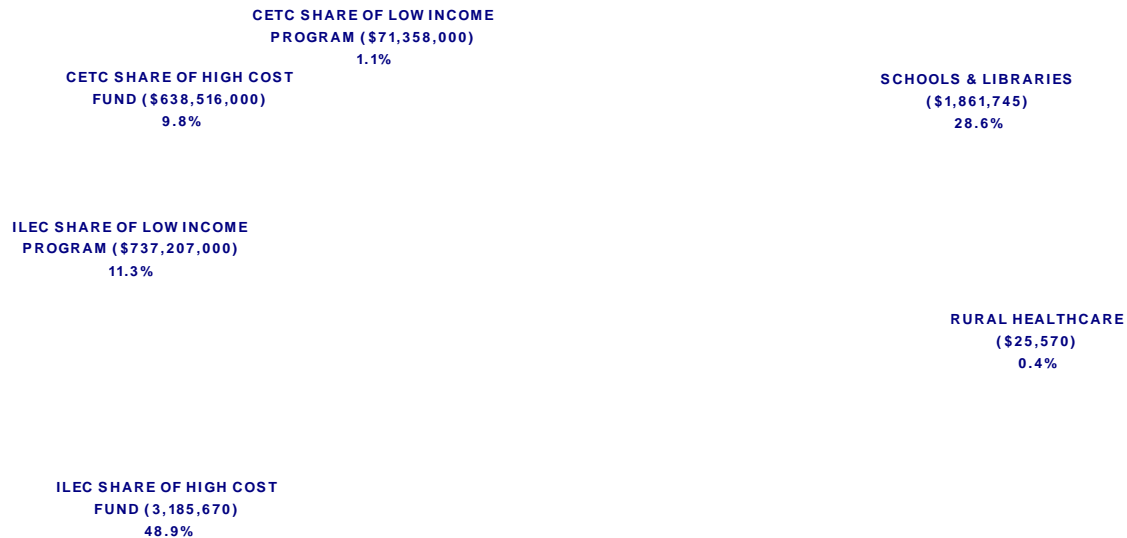 CETC SHARE OF LOW INCOME
PROGRAM ($71,358,000)
1.1%
CETC SHARE OF HIGH COST
FUND ($638,516,000)
9.8%
SCHOOLS & LIBRARIES
($1,861,745)
28.6%
ILEC SHARE OF LOW INCOME
PROGRAM ($737,207,000)
11.3%
RURAL HEALTHCARE
($25,570)
0.4%
ILEC SHARE OF HIGH COST
FUND (3,185,670)
48.9%